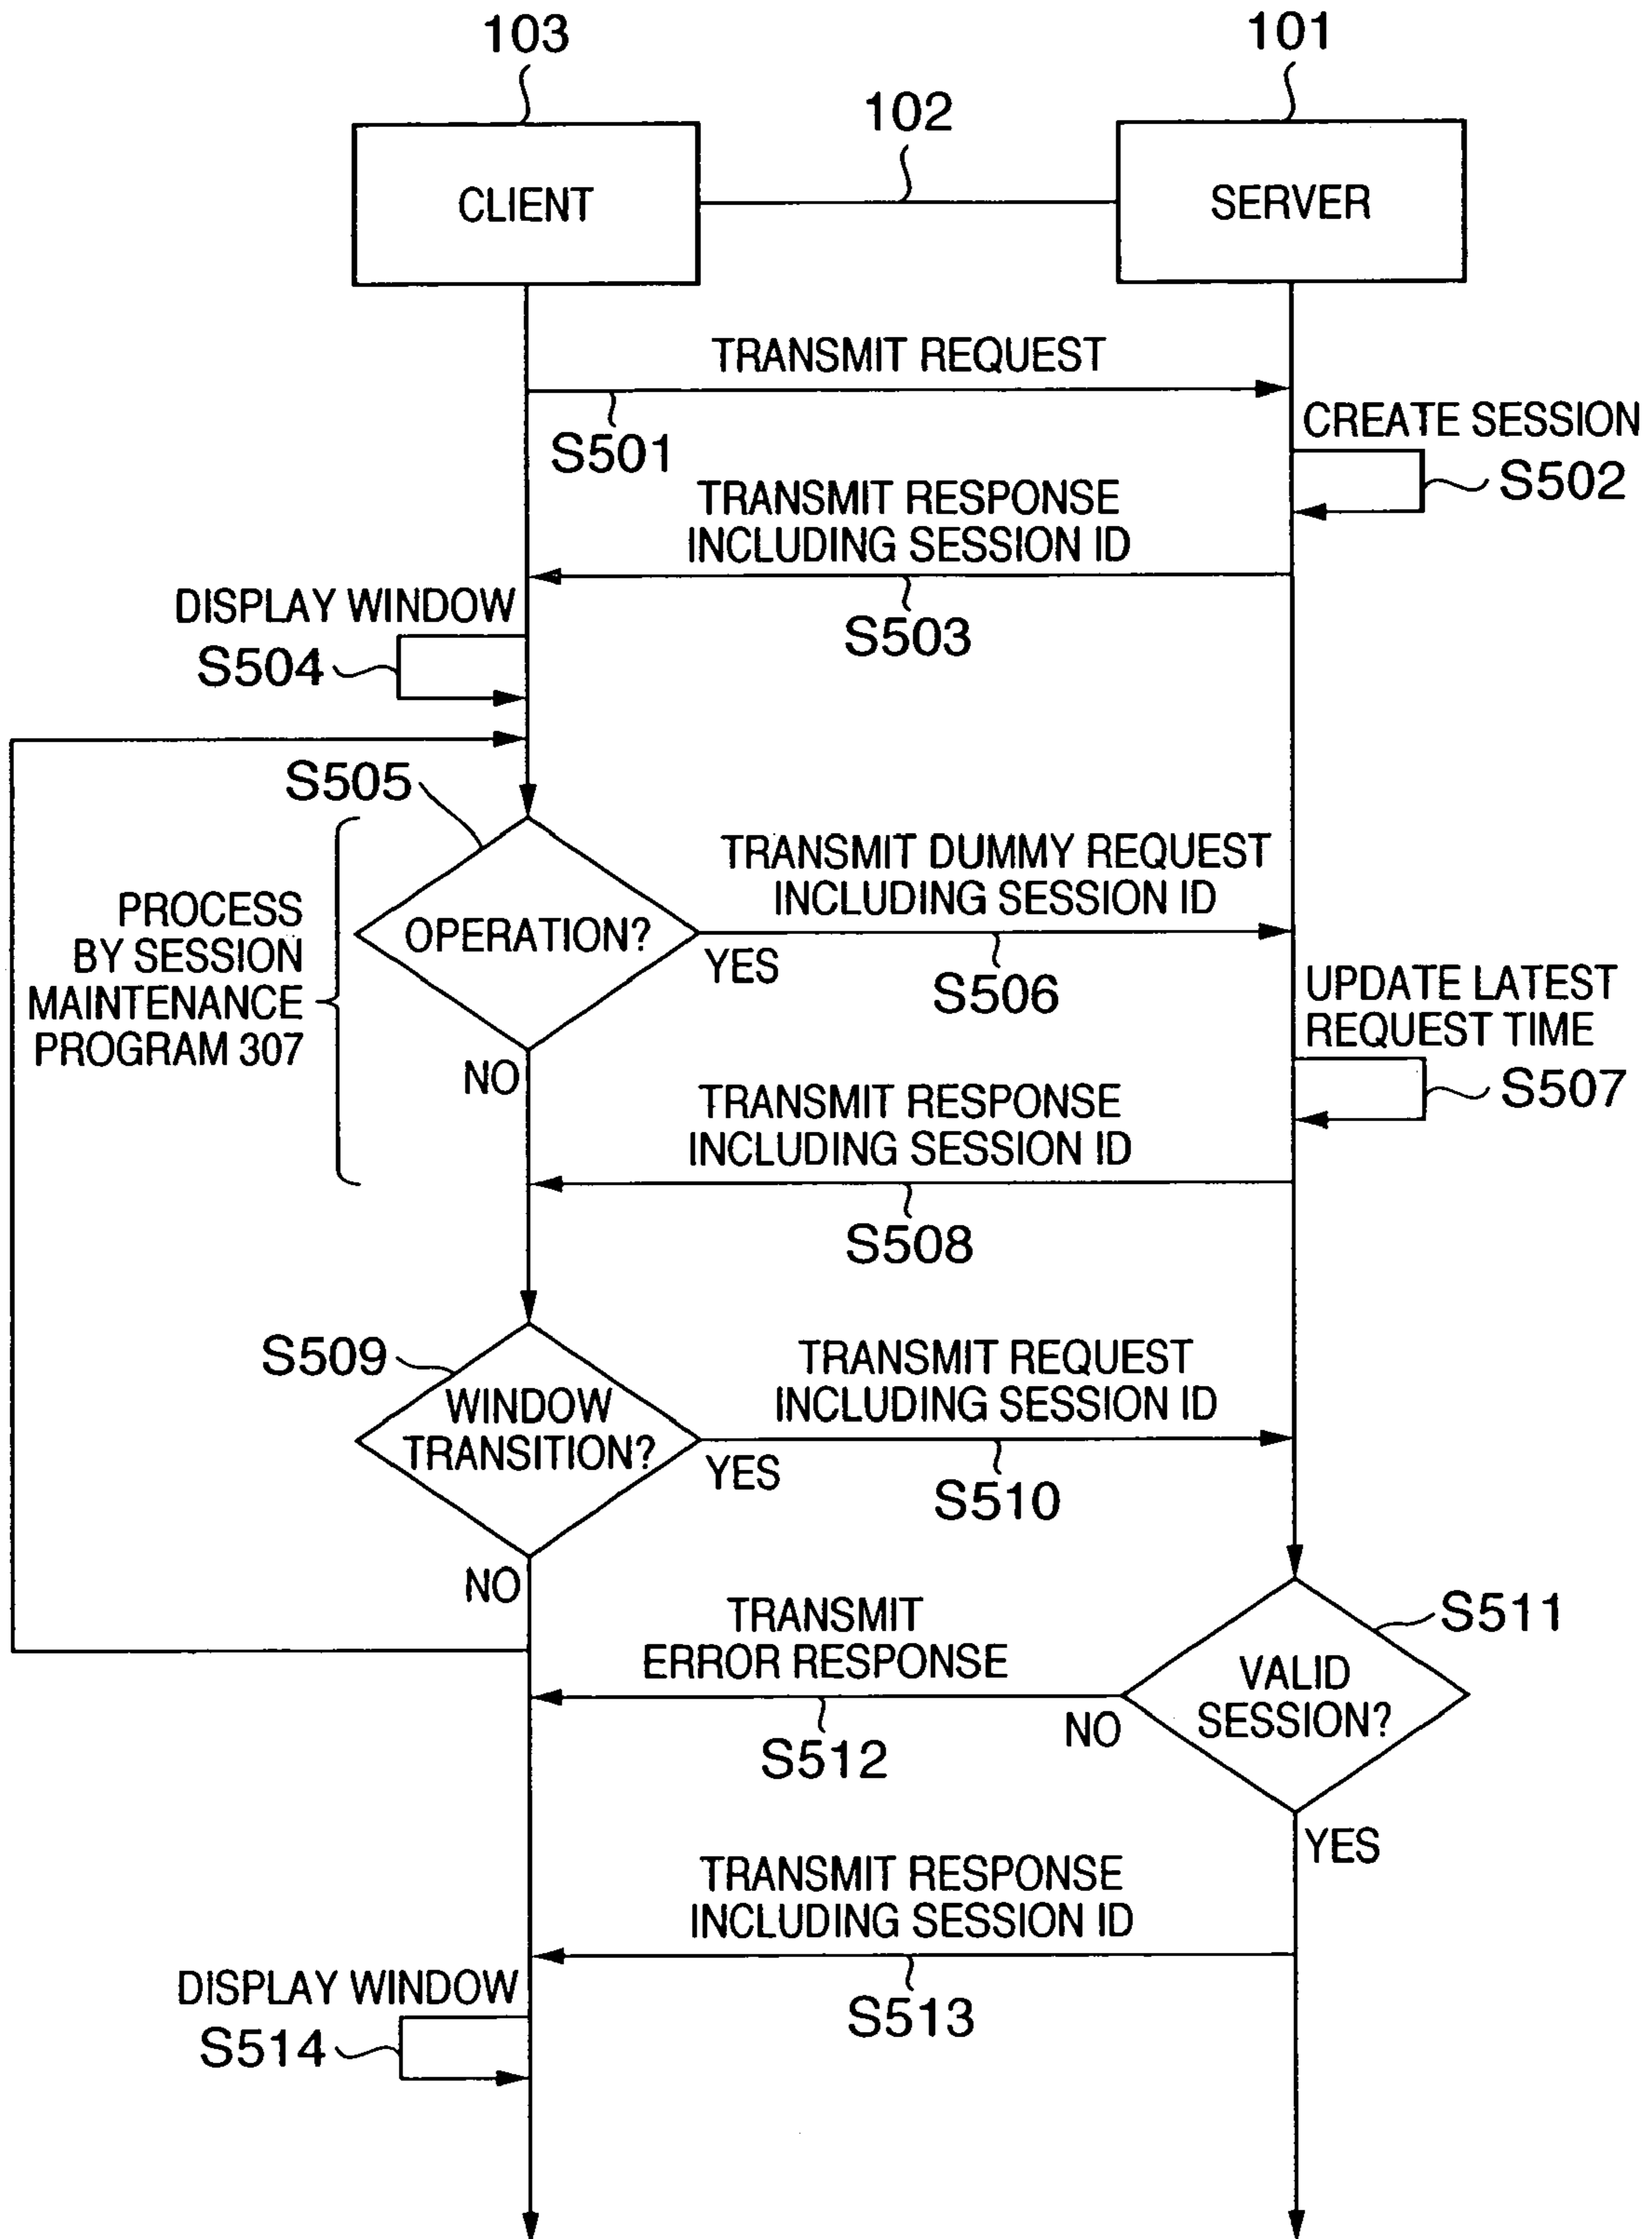 103
101
102
CLIENT
SERVER
TRANSMIT REQUEST
S501
CREATE SESSION
S502
TRANSMIT RESPONSE
INCLUDING SESSION ID
S503
DISPLAY WINDOW
S504
S505
OPERATION?
YES
NO
PROCESS
BY SESSION
MAINTENANCE
PROGRAM 307
TRANSMIT DUMMY REQUEST
INCLUDING SESSION ID
S506
UPDATE LATEST
REQUEST TIME
S507
TRANSMIT RESPONSE
INCLUDING SESSION ID
S508
S509
WINDOW
TRANSITION?
YES
NO
TRANSMIT REQUEST
INCLUDING SESSION ID
S510
S511
VALID
SESSION?
NO
YES
TRANSMIT
ERROR RESPONSE
S512
TRANSMIT RESPONSE
INCLUDING SESSION ID
S513
DISPLAY WINDOW
S514